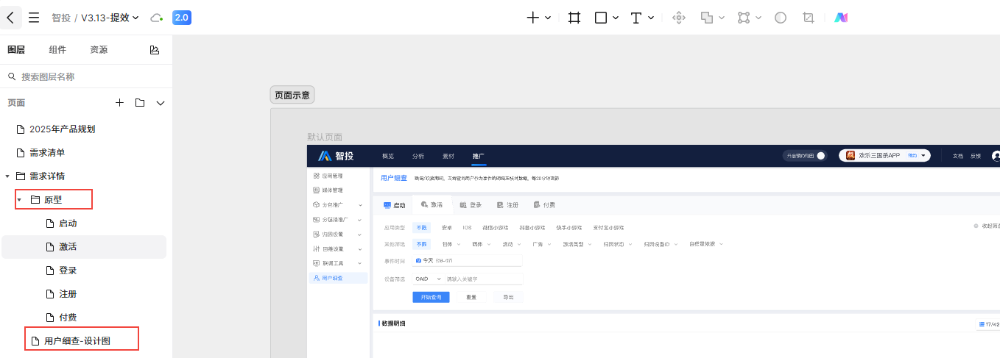 智投 / V3.13-提效 2.0
T
图层 组件 资源
搜索图层名称
页面
2025年产品规划
需求清单
需求详情
原型
启动
激活
登录
注册
付费
用户细查-设计图
页面示意
默认页面
智投 概览 分析 素材 推广 欢乐三国杀APP 预约 文档 反馈
应用管理
媒体管理
分包推广
分链接推广
归因设置
回传设置
联调工具
用户细查
用户细查
启动 激活 登录 注册 付费
应用类型 不限 安卓 IOS 微信小游戏 抖音小游戏 快手小游戏 支付宝小游戏 收起筛选
其他筛选 不限 包体 媒体 活动 广告 激活类型 归因状态 归因设备ID 自然量依据
事件时间 今天 (08-07)
设备筛选 OAID 请输入关键字
开始查询 重置 导出
数据明细 17/42